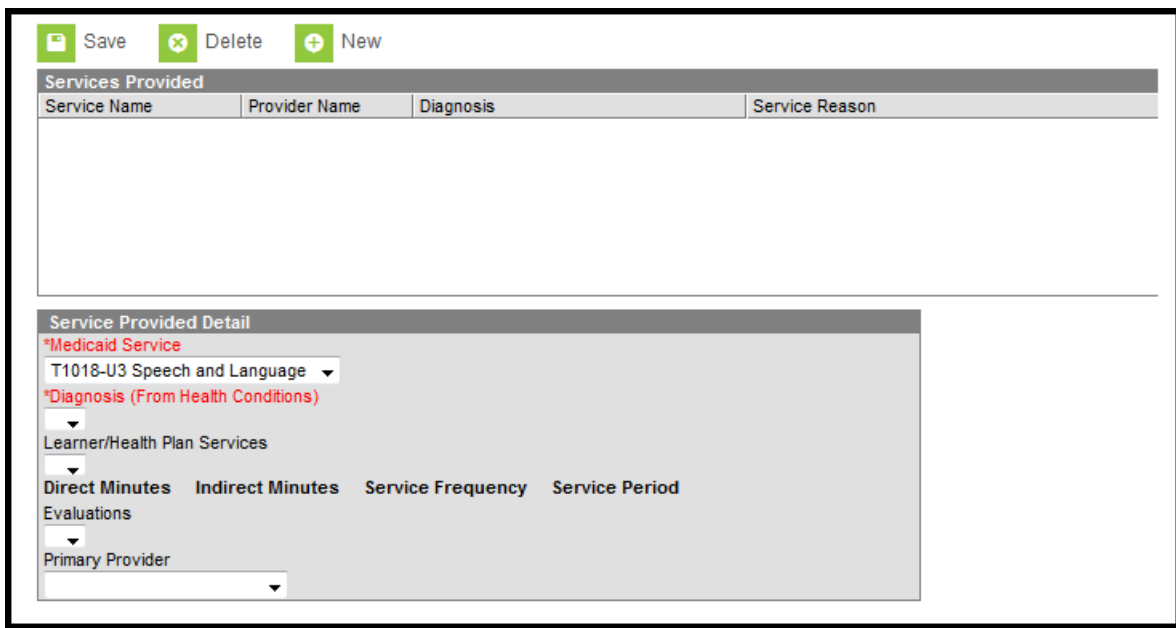 Save Delete New
Services Provided
Service Name Provider Name Diagnosis Service Reason
Service Provided Detail
*Medicaid Service
T1018-U3 Speech and Language
*Diagnosis (From Health Conditions)
Learner/Health Plan Services
Direct Minutes Indirect Minutes Service Frequency Service Period
Evaluations
Primary Provider